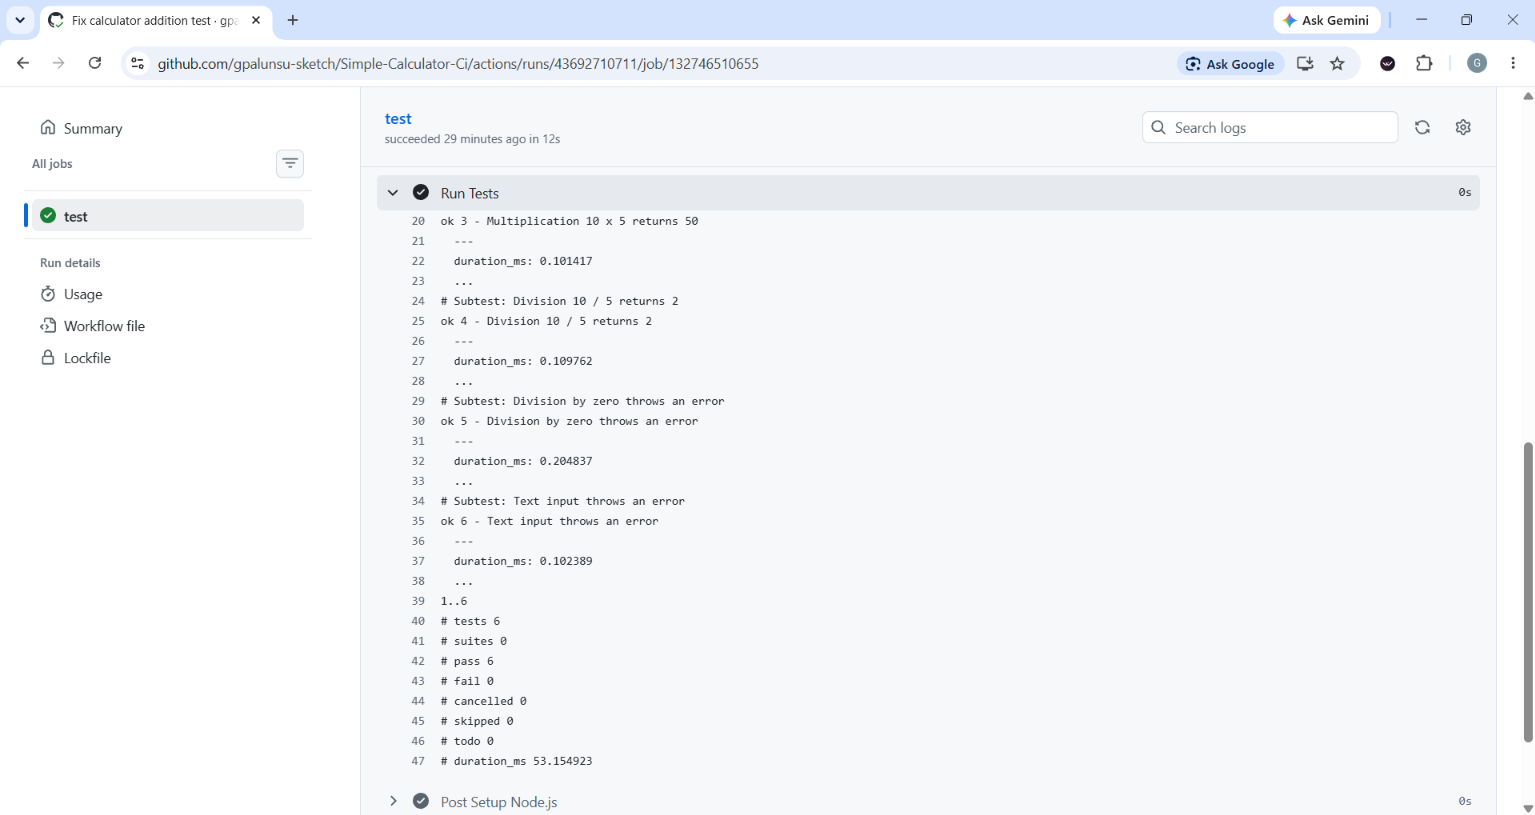 Fix calculator addition test · gpa
Ask Gemini
github.com/gpalunsu-sketch/Simple-Calculator-Ci/actions/runs/43692710711/job/132746510655
Ask Google
G
Summary
All jobs
test
Run details
Usage
Workflow file
Lockfile
test
succeeded 29 minutes ago in 12s
Search logs
Run Tests
0s
20 ok 3 - Multiplication 10 x 5 returns 50
21 ---
22 duration_ms: 0.101417
23 ...
24 # Subtest: Division 10 / 5 returns 2
25 ok 4 - Division 10 / 5 returns 2
26 ---
27 duration_ms: 0.109762
28 ...
29 # Subtest: Division by zero throws an error
30 ok 5 - Division by zero throws an error
31 ---
32 duration_ms: 0.204837
33 ...
34 # Subtest: Text input throws an error
35 ok 6 - Text input throws an error
36 ---
37 duration_ms: 0.102389
38 ...
39 1..6
40 # tests 6
41 # suites 0
42 # pass 6
43 # fail 0
44 # cancelled 0
45 # skipped 0
46 # todo 0
47 # duration_ms 53.154923
Post Setup Node.js
0s